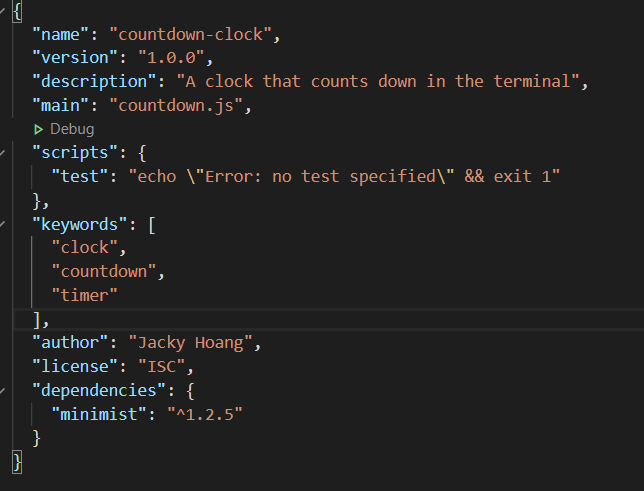 {
"name": "countdown-clock",
"version": "1.0.0",
"description": "A clock that counts down in the terminal",
"main": "countdown.js",
Debug
"scripts": {
"test": "echo \"Error: no test specified\" && exit 1"
},
"keywords": [
"clock",
"countdown",
"timer"
],
"author": "Jacky Hoang",
"license": "ISC",
"dependencies": {
"minimist": "^1.2.5"
}
}